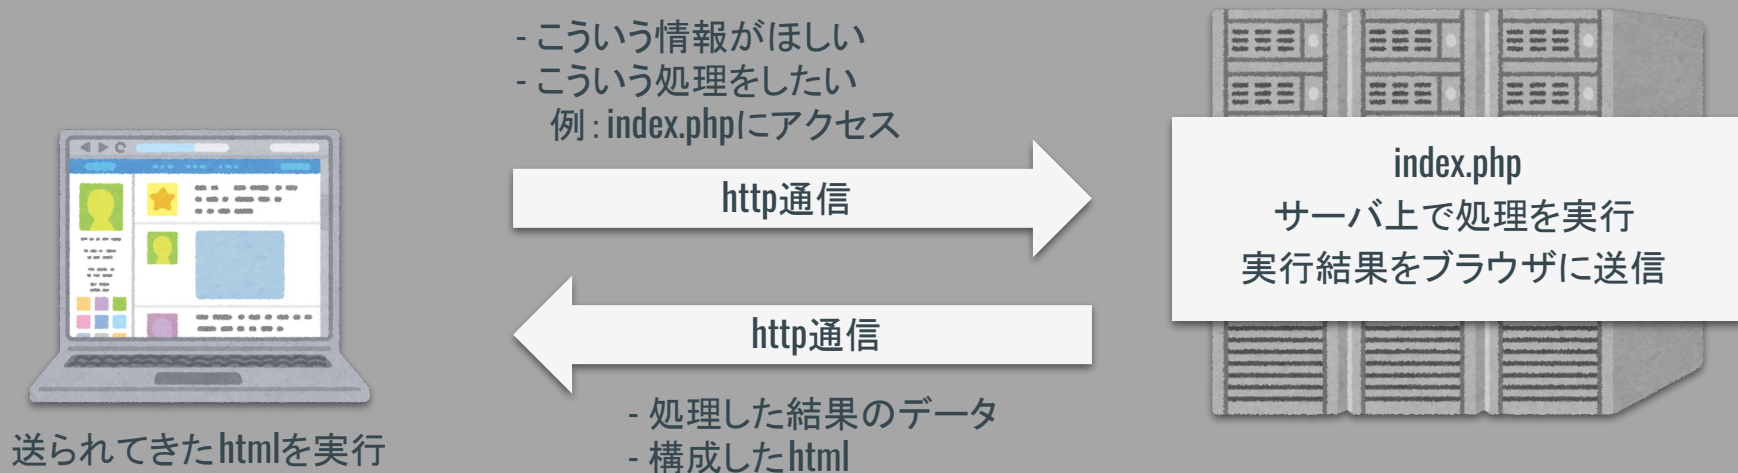 - こういう情報がほしい
- こういう処理をしたい
例：index.phpにアクセス
http通信
index.php
サーバ上で処理を実行
実行結果をブラウザに送信
http通信
- 処理した結果のデータ
- 構成したhtml
送られてきたhtmlを実行